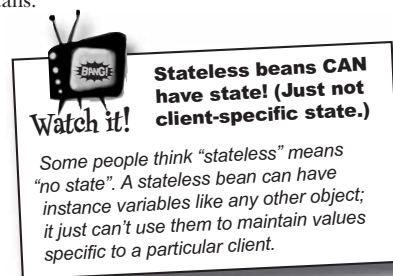 ans.
BANG!
Watch it!
Stateless beans CAN
have state! (Just not
client-specific state.)
Some people think “stateless” means
“no state”. A stateless bean can have
instance variables like any other object;
it just can’t use them to maintain values
specific to a particular client.